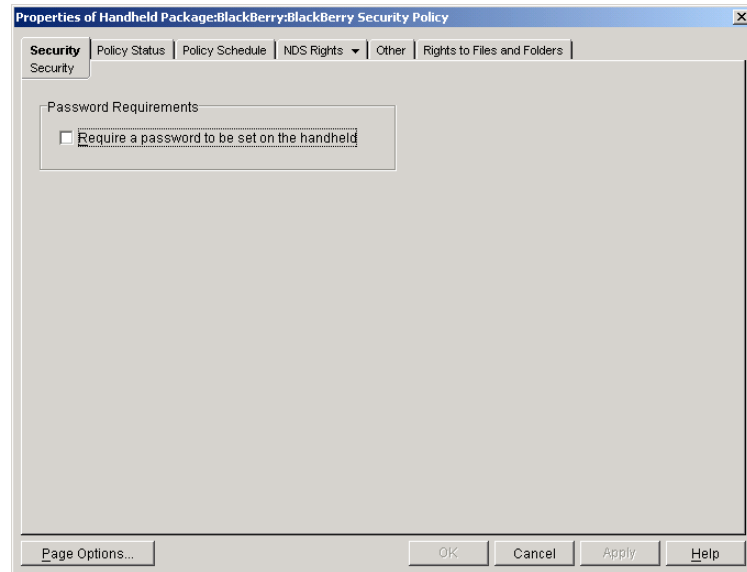 Properties of Handheld Package:BlackBerry:BlackBerry Security Policy
Security Policy Status Policy Schedule NDS Rights Other Rights to Files and Folders
Security
Password Requirements
Require a password to be set on the handheld
Page Options... OK Cancel Apply Help